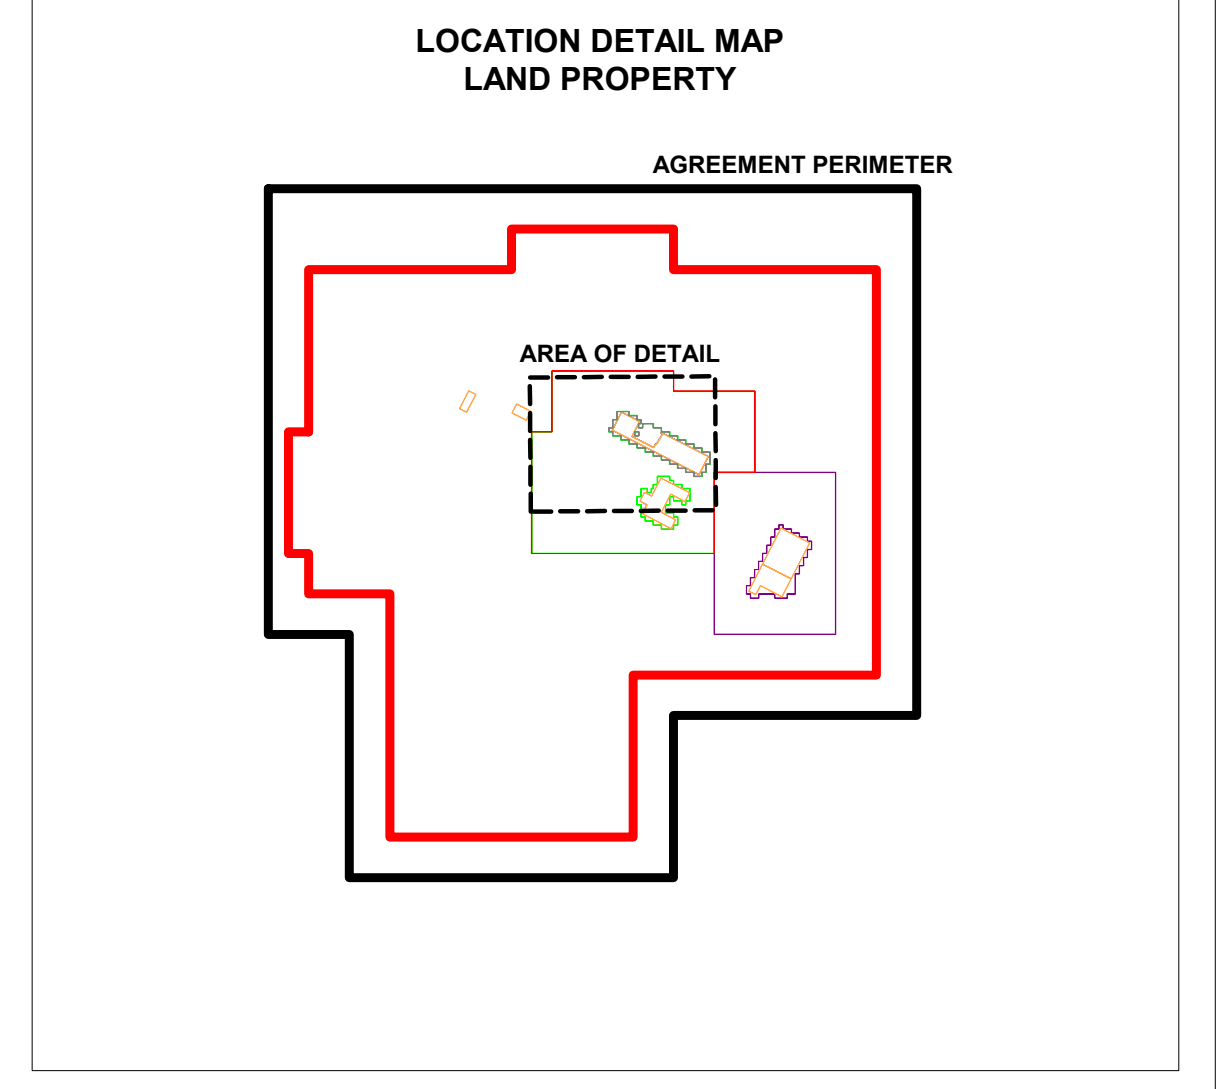 LOCATION DETAIL MAP
LAND PROPERTY
AGREEMENT PERIMETER
AREA OF DETAIL